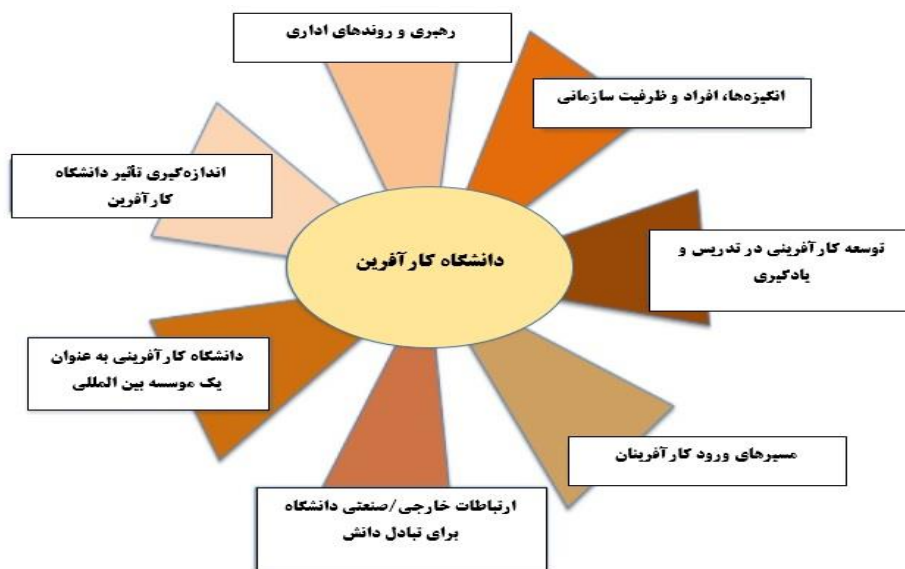 رهبری و روندهای اداری
انگیزه‌ها، افراد و ظرفیت سازمانی
توسعه کارآفرینی در تدریس و
یادگیری
مسیرهای ورود کارآفرینان
ارتباطات خارجی/صنعتی دانشگاه
برای تبادل دانش
دانشگاه کارآفرینی به عنوان
یک موسسه بین المللی
اندازه‌گیری تأثیر دانشگاه
کارآفرین
دانشگاه کارآفرین